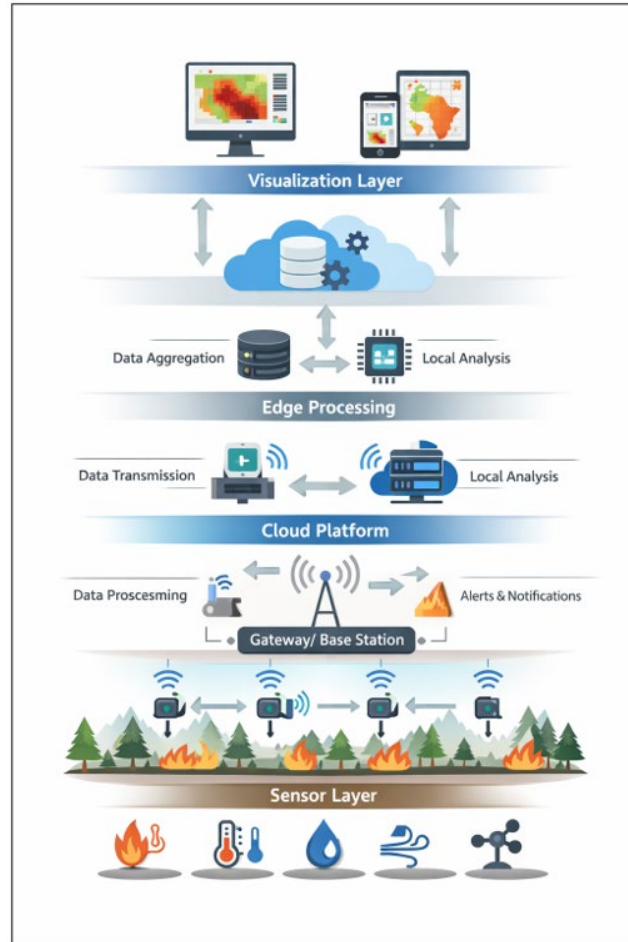 Visualization Layer
Data Aggregation
Local Analysis
Edge Processing
Data Transmission
Local Analysis
Cloud Platform
Data Proscesming
Alerts & Notifications
Gateway/ Base Station
Sensor Layer